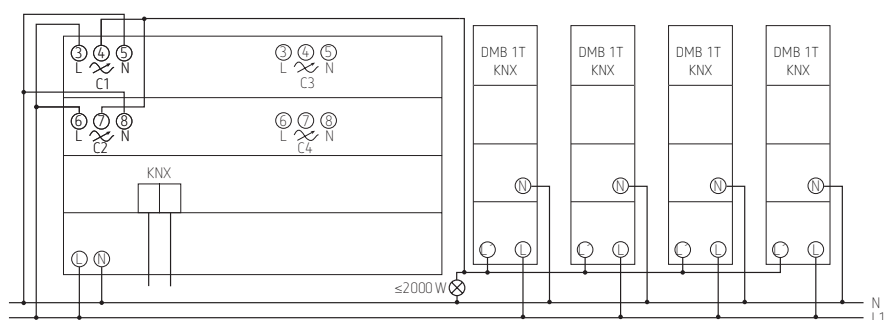 3 4 5
L N
C1
3 4 5
L N
C3
6 7 8
L N
C2
6 7 8
L N
C4
KNX
L N
≤2000 W
DMB 1T
KNX
N
L' L
DMB 1T
KNX
N
L' L
DMB 1T
KNX
N
L' L
DMB 1T
KNX
N
L' L
N
L1